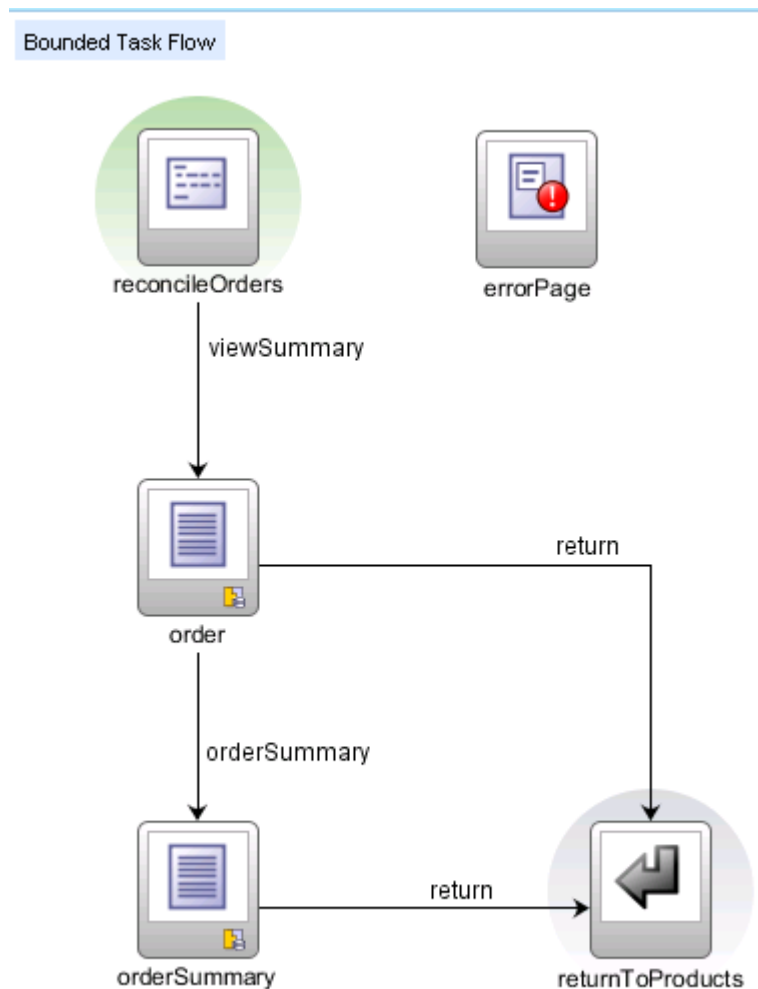 Bounded Task Flow
reconcileOrders
errorPage
viewSummary
return
order
orderSummary
return
orderSummary
returnToProducts